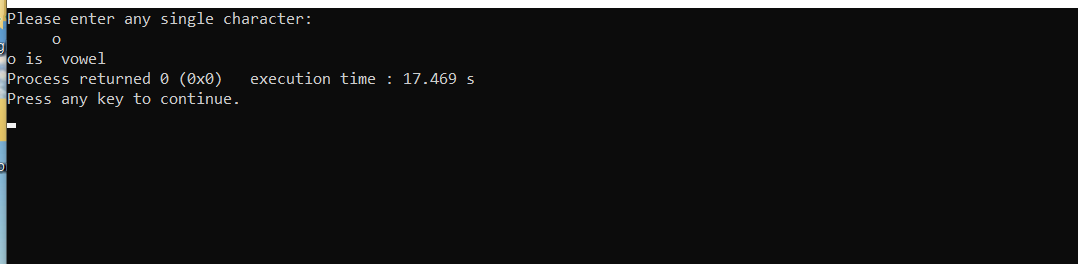 Please enter any single character:
     o
o is  vowel
Process returned 0 (0x0)   execution time : 17.469 s
Press any key to continue.